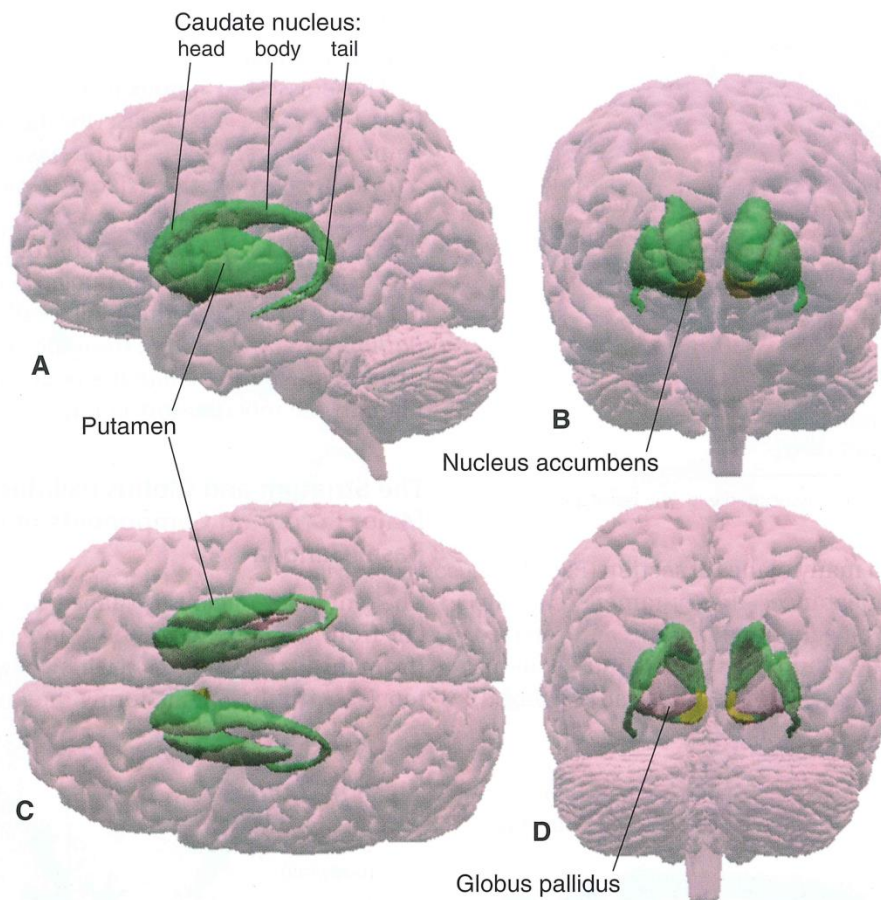 Caudate nucleus:
head body tail
A
B
Putamen
Nucleus accumbens
C
D
Globus pallidus